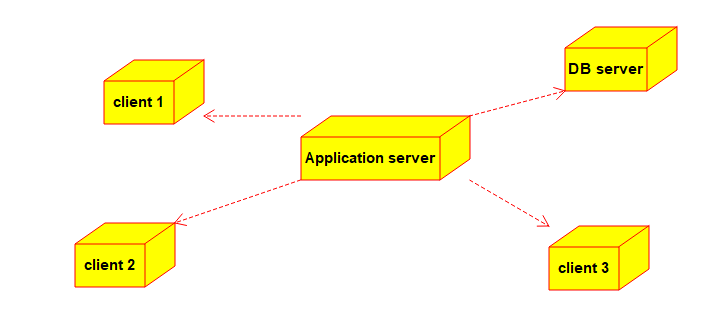 DB server
client 1
Application server
client 2
client 3